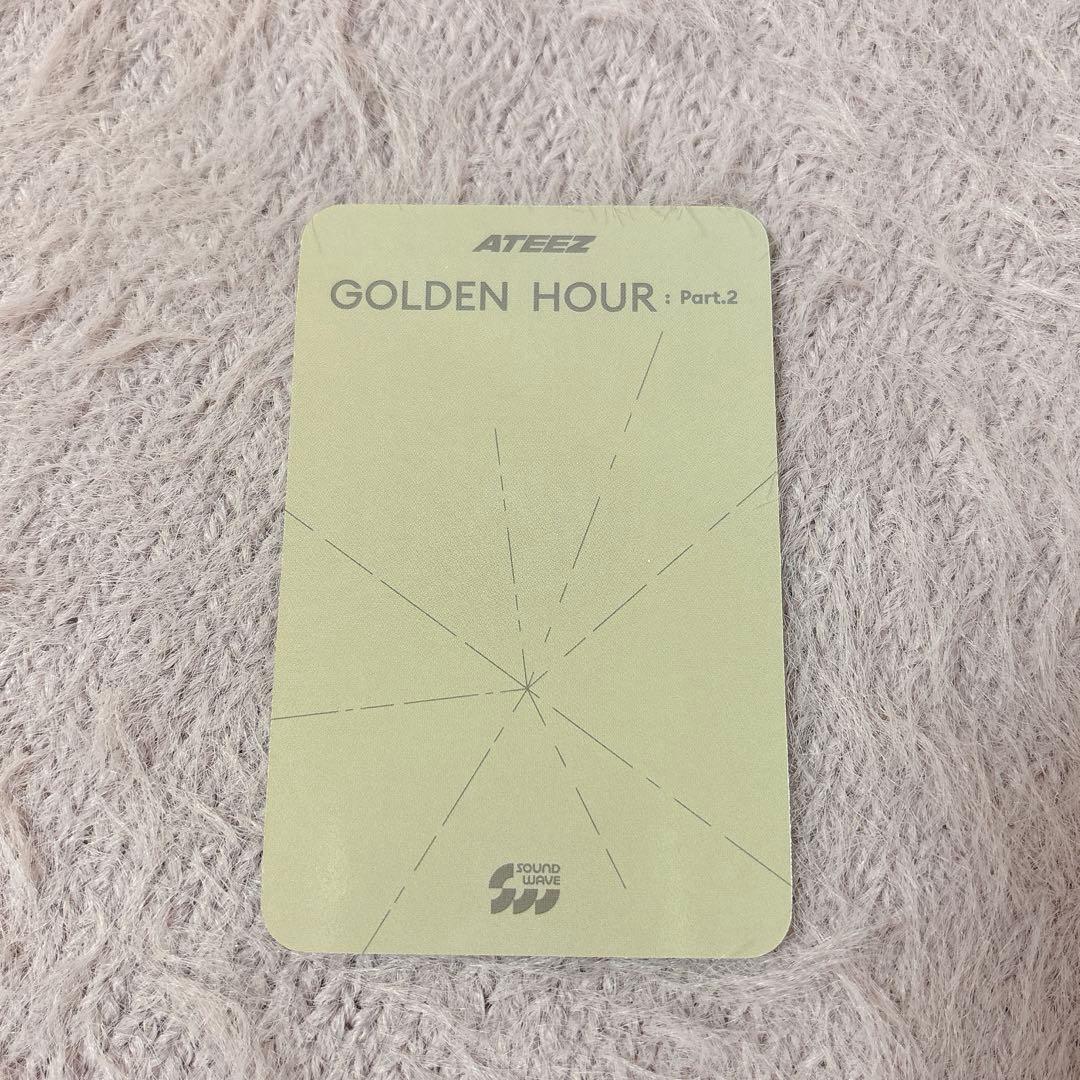 ATEEZ
GOLDEN HOUR : Part.2
SOUND
WAVE